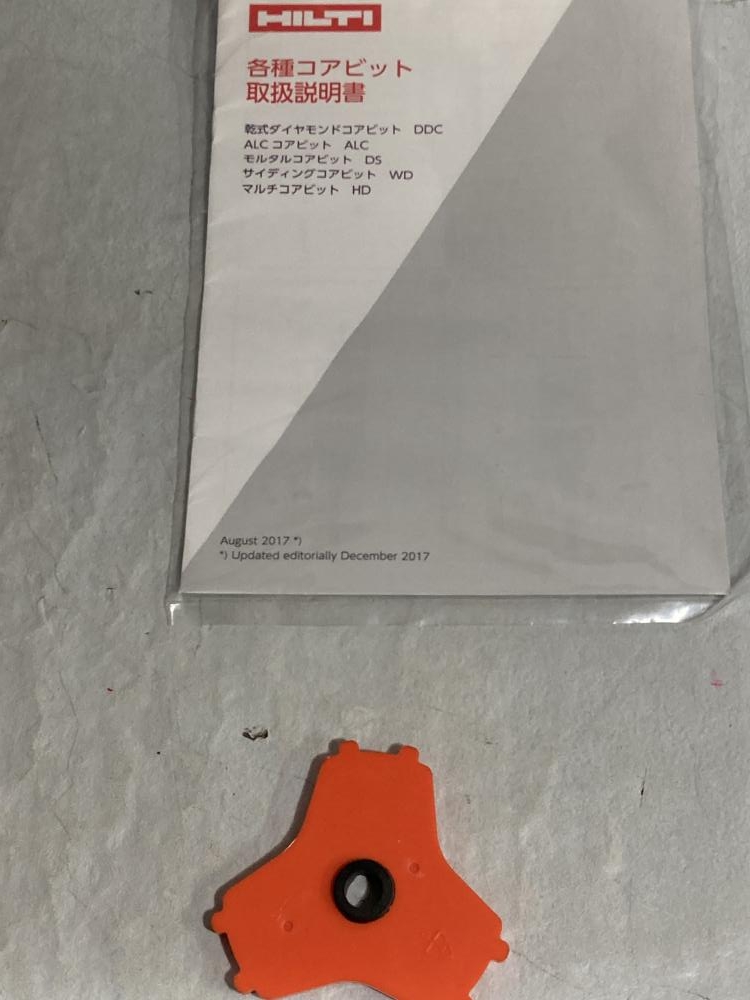 HILTI
各種コアビット
取扱説明書
乾式ダイヤモンドコアビット DDC
ALC コアビット ALC
モルタルコアビット DS
サイディングコアビット WD
マルチコアビット HD
August 2017 *)
*) Updated editorially December 2017